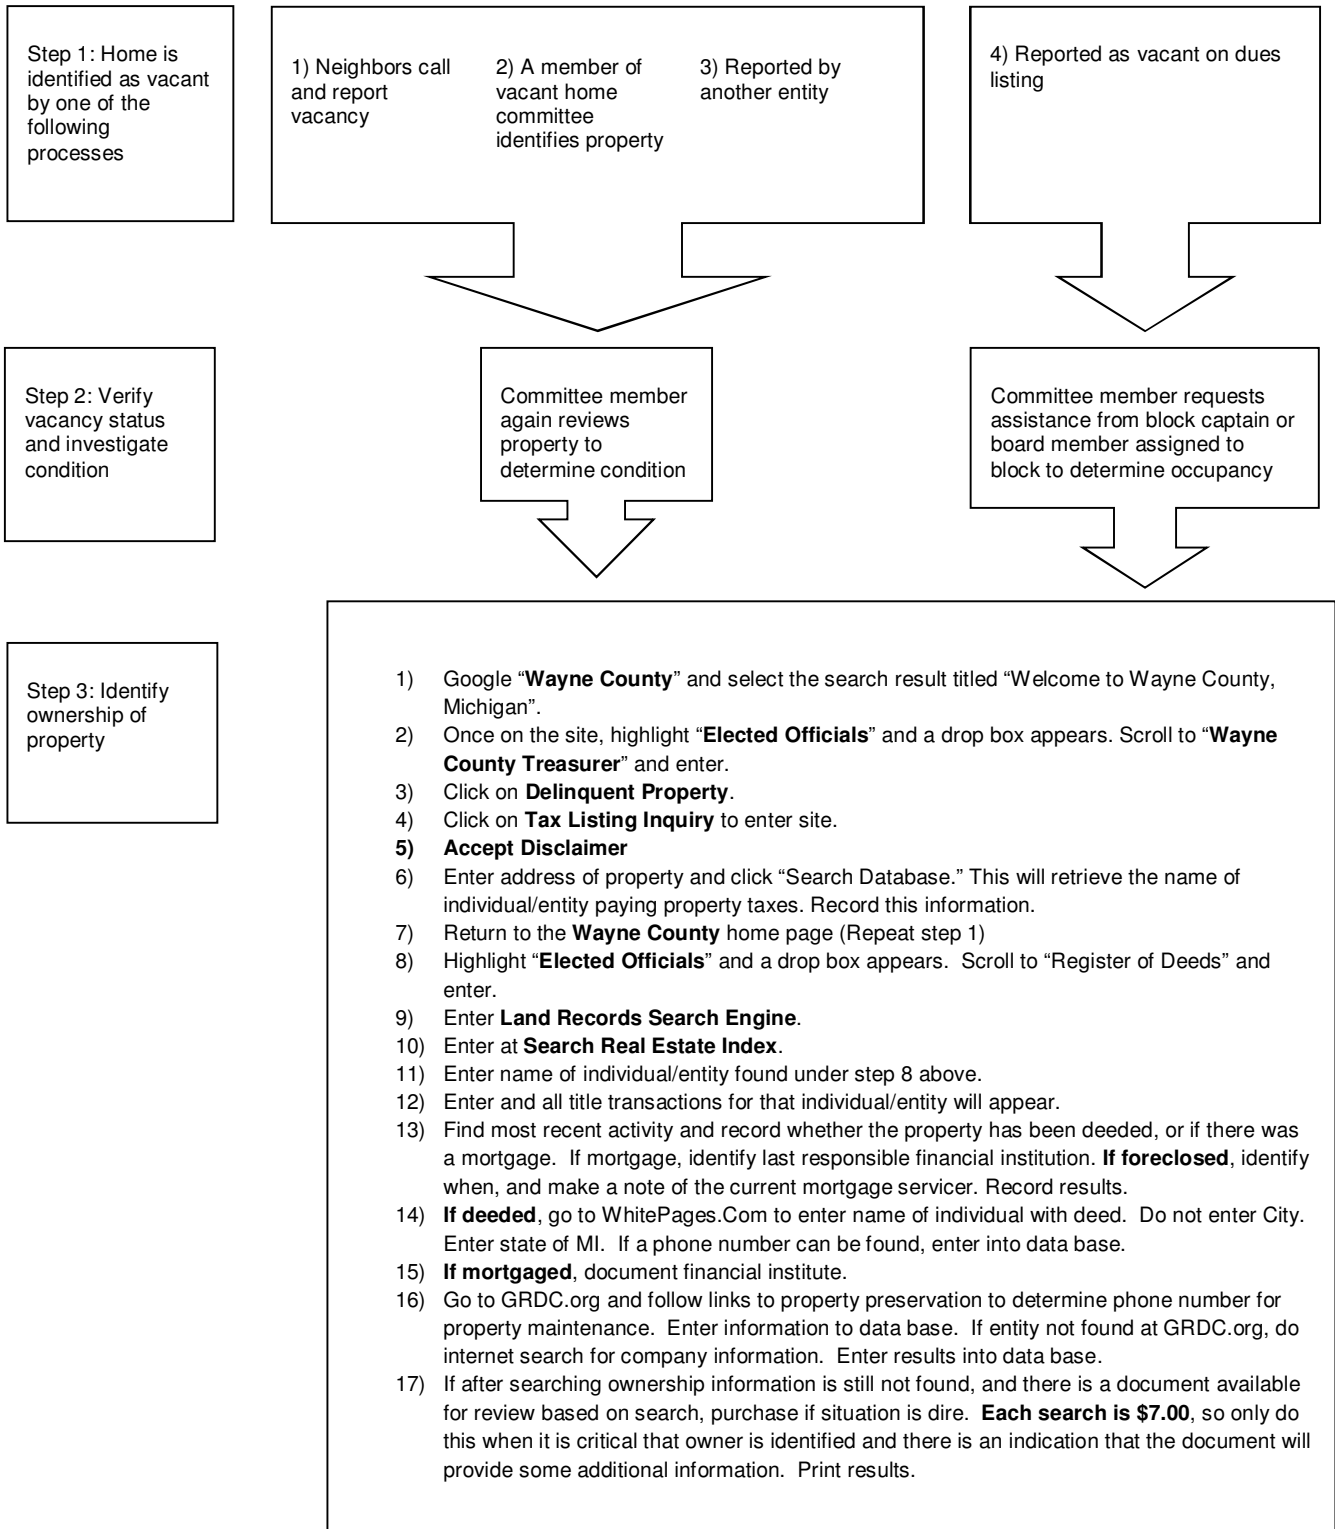 Step 1: Home is
identified as vacant
by one of the
following
processes
1) Neighbors call
and report
vacancy
2) A member of
vacant home
committee
identifies property
3) Reported by
another entity
4) Reported as vacant on dues
listing
Step 2: Verify
vacancy status
and investigate
condition
Committee member
again reviews
property to
determine condition
Committee member requests
assistance from block captain or
board member assigned to
block to determine occupancy
Step 3: Identify
ownership of
property
1) Google “Wayne County” and select the search result titled “Welcome to Wayne County,
Michigan”.
2) Once on the site, highlight “Elected Officials” and a drop box appears. Scroll to “Wayne
County Treasurer” and enter.
3) Click on Delinquent Property.
4) Click on Tax Listing Inquiry to enter site.
5) Accept Disclaimer
6) Enter address of property and click “Search Database.” This will retrieve the name of
individual/entity paying property taxes. Record this information.
7) Return to the Wayne County home page (Repeat step 1)
8) Highlight “Elected Officials” and a drop box appears. Scroll to “Register of Deeds” and
enter.
9) Enter Land Records Search Engine.
10) Enter at Search Real Estate Index.
11) Enter name of individual/entity found under step 8 above.
12) Enter and all title transactions for that individual/entity will appear.
13) Find most recent activity and record whether the property has been deeded, or if there was
a mortgage. If mortgage, identify last responsible financial institution. If foreclosed, identify
when, and make a note of the current mortgage servicer. Record results.
14) If deeded, go to WhitePages.Com to enter name of individual with deed. Do not enter City.
Enter state of MI. If a phone number can be found, enter into data base.
15) If mortgaged, document financial institute.
16) Go to GRDC.org and follow links to property preservation to determine phone number for
property maintenance. Enter information to data base. If entity not found at GRDC.org, do
internet search for company information. Enter results into data base.
17) If after searching ownership information is still not found, and there is a document available
for review based on search, purchase if situation is dire. Each search is $7.00, so only do
this when it is critical that owner is identified and there is an indication that the document will
provide some additional information. Print results.